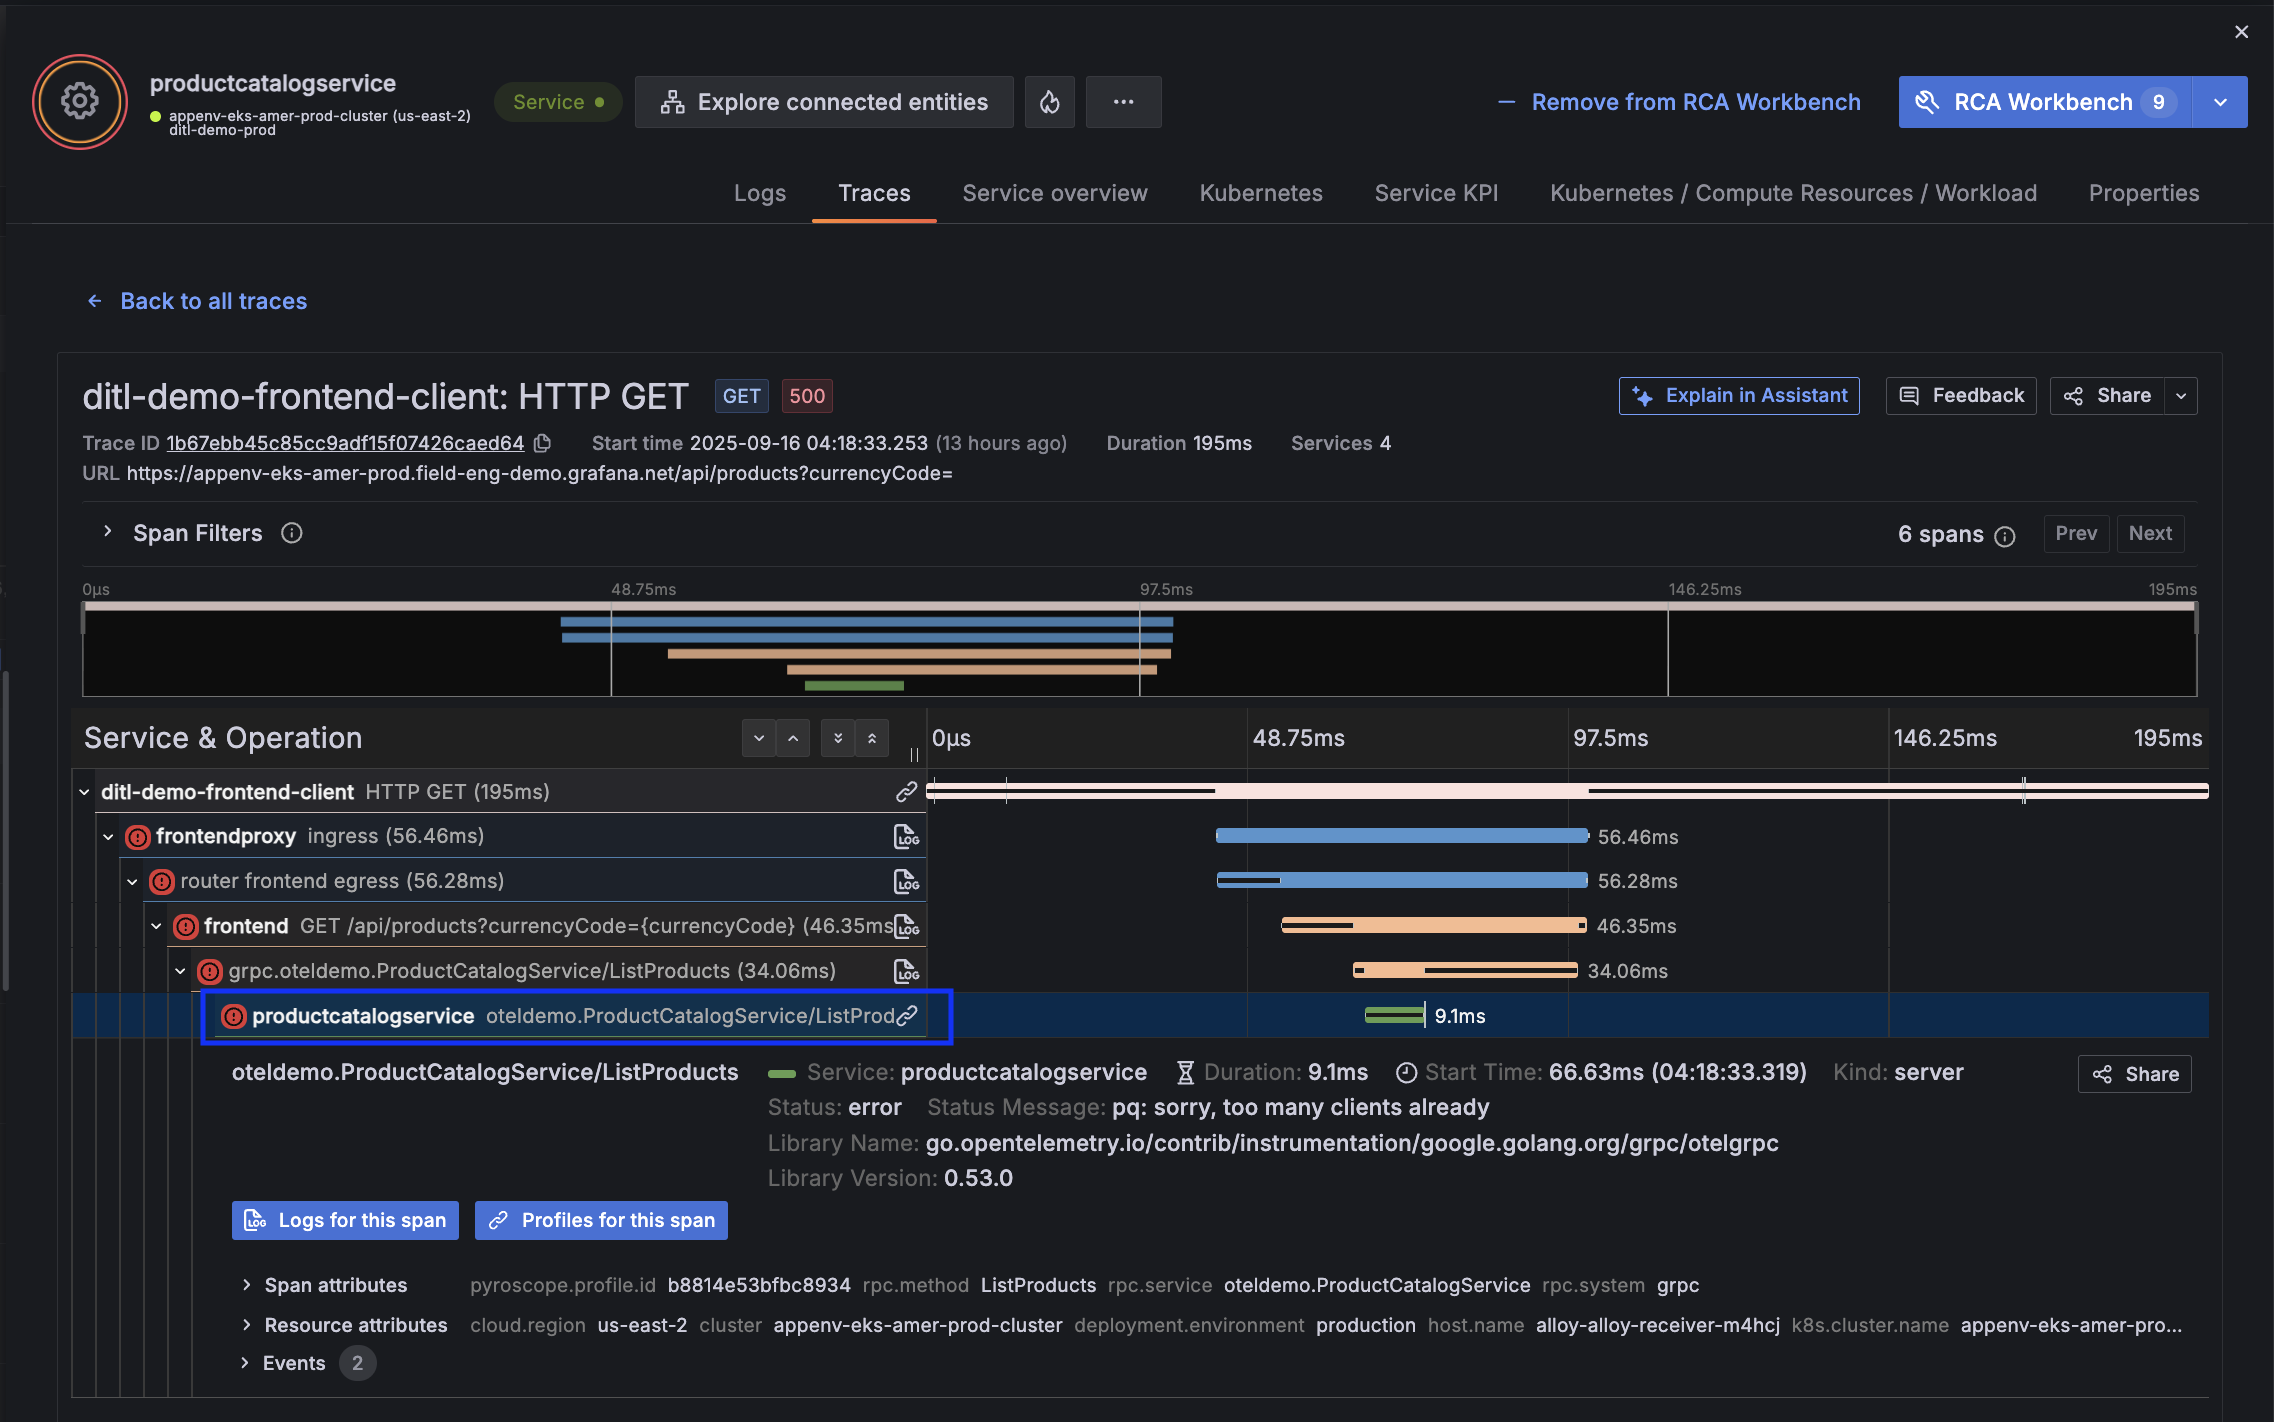 productcatalogservice
appenv-eks-amer-prod-cluster (us-east-2)
ditl-demo-prod
Service
Explore connected entities
Remove from RCA Workbench
RCA Workbench 9
Logs Traces Service overview Kubernetes Service KPI Kubernetes / Compute Resources / Workload Properties
Back to all traces
ditl-demo-frontend-client: HTTP GET GET 500
Explain in Assistant Feedback Share
Trace ID 1b67ebb45c85cc9adf15f07426caed64 Start time 2025-09-16 04:18:33.253 (13 hours ago) Duration 195ms Services 4
URL https://appenv-eks-amer-prod.field-eng-demo.grafana.net/api/products?currencyCode=
Span Filters 6 spans Prev Next
0μs 48.75ms 97.5ms 146.25ms 195ms
Service & Operation 0μs 48.75ms 97.5ms 146.25ms 195ms
ditl-demo-frontend-client HTTP GET (195ms)
frontendproxy ingress (56.46ms) LOG 56.46ms
router frontend egress (56.28ms) LOG 56.28ms
frontend GET /api/products?currencyCode={currencyCode} (46.35ms LOG 46.35ms
grpc.oteldemo.ProductCatalogService/ListProducts (34.06ms) LOG 34.06ms
productcatalogservice oteldemo.ProductCatalogService/ListProd 9.1ms
oteldemo.ProductCatalogService/ListProducts Service: productcatalogservice Duration: 9.1ms Start Time: 66.63ms (04:18:33.319) Kind: server Share
Status: error Status Message: pq: sorry, too many clients already
Library Name: go.opentelemetry.io/contrib/instrumentation/google.golang.org/grpc/otelgrpc
Library Version: 0.53.0
LOG Logs for this span Profiles for this span
Span attributes pyroscope.profile.id b8814e53bfbc8934 rpc.method ListProducts rpc.service oteldemo.ProductCatalogService rpc.system grpc
Resource attributes cloud.region us-east-2 cluster appenv-eks-amer-prod-cluster deployment.environment production host.name alloy-alloy-receiver-m4hcj k8s.cluster.name appenv-eks-amer-pro...
Events 2